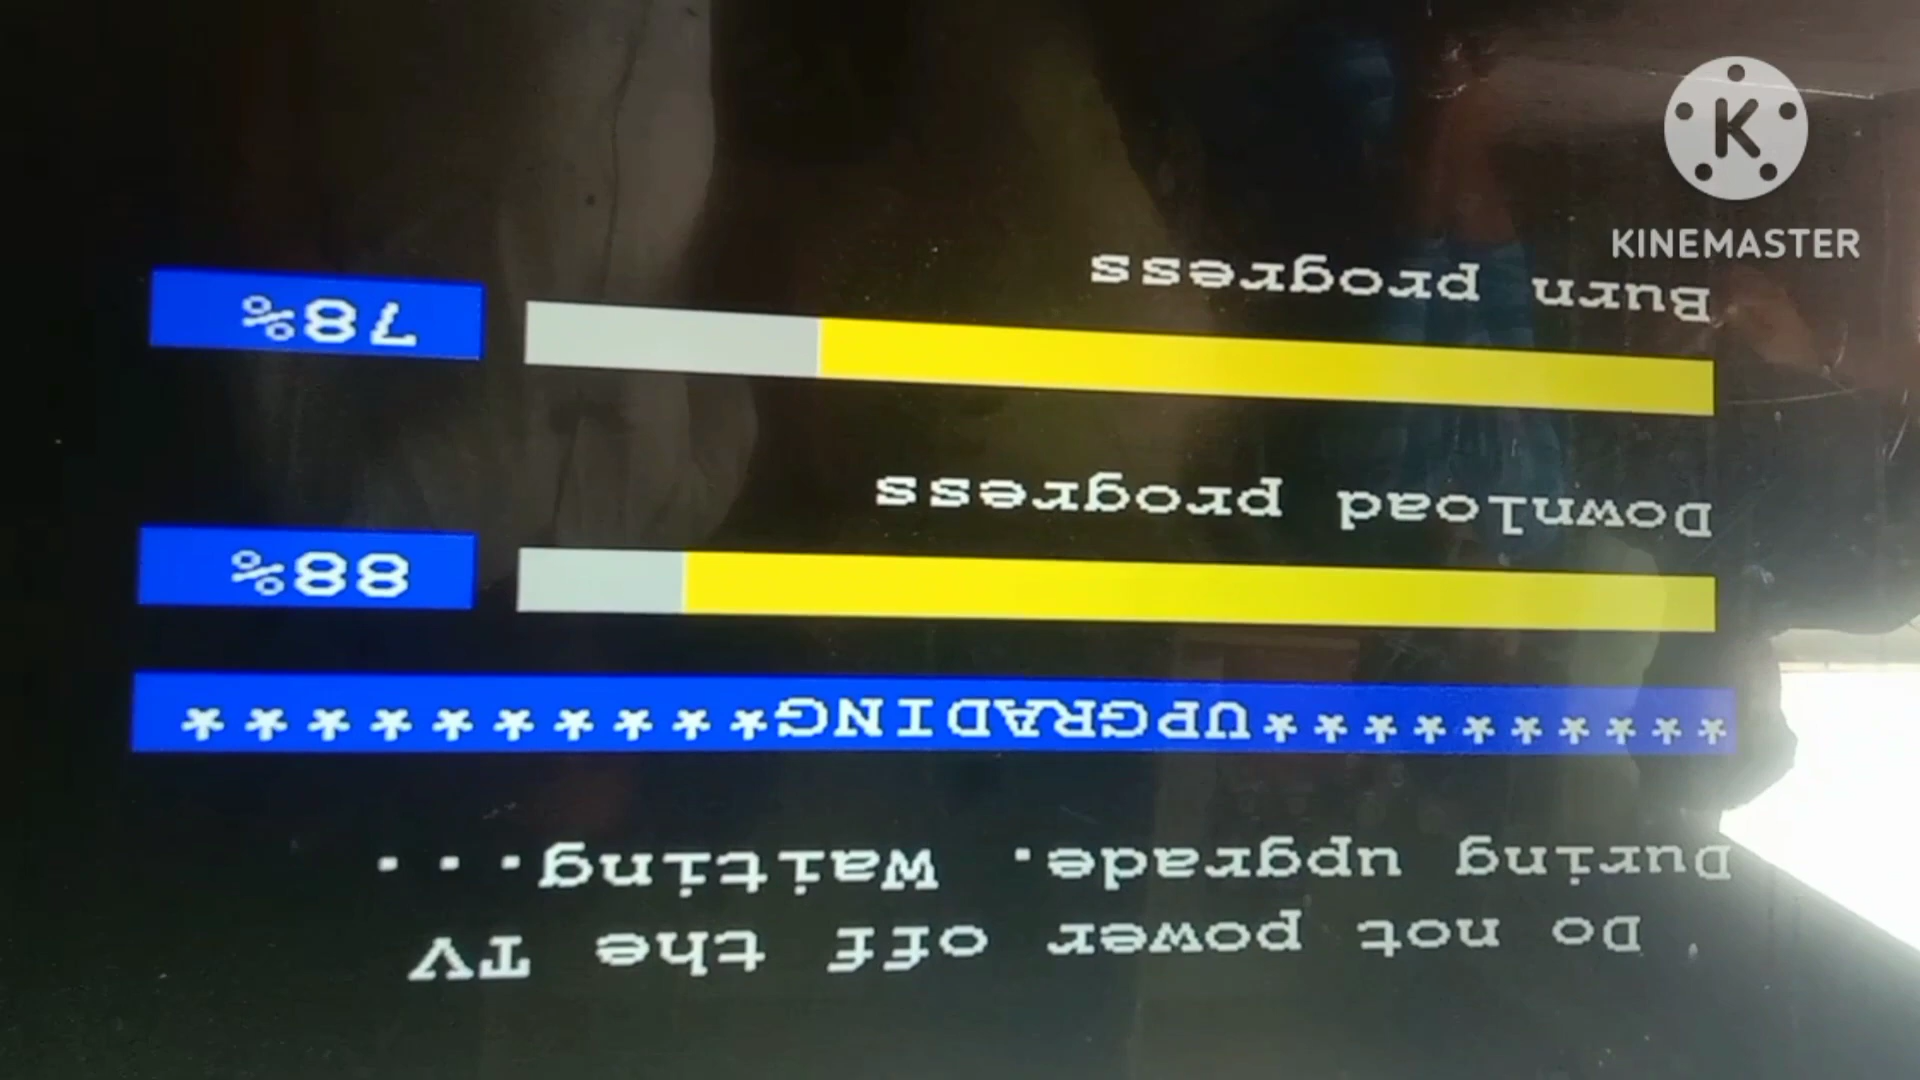 K
KINEMASTER
Do not power off the TV
During upgrade. Waiting...
**********UPGRADING**********
88%
Download progress
78%
Burn progress